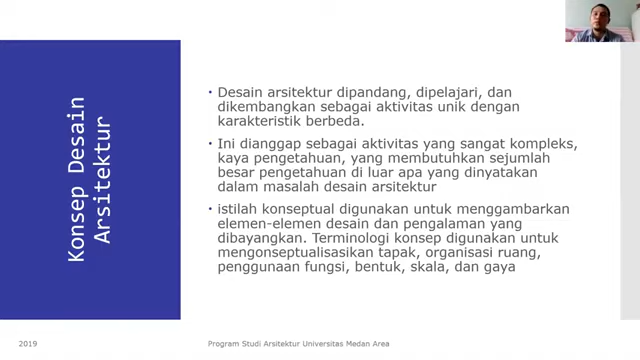 Konsep Desain
Arsitektur
• Desain arsitektur dipandang, dipelajari, dan
dikembangkan sebagai aktivitas unik dengan
karakteristik berbeda.
• Ini dianggap sebagai aktivitas yang sangat kompleks,
kaya pengetahuan, yang membutuhkan sejumlah
besar pengetahuan di luar apa yang dinyatakan
dalam masalah desain arsitektur
• istilah konseptual digunakan untuk menggambarkan
elemen-elemen desain dan pengalaman yang
dibayangkan. Terminologi konsep digunakan untuk
mengonseptualisasikan tapak, organisasi ruang,
penggunaan fungsi, bentuk, skala, dan gaya
2019
Program Studi Arsitektur Universitas Medan Area